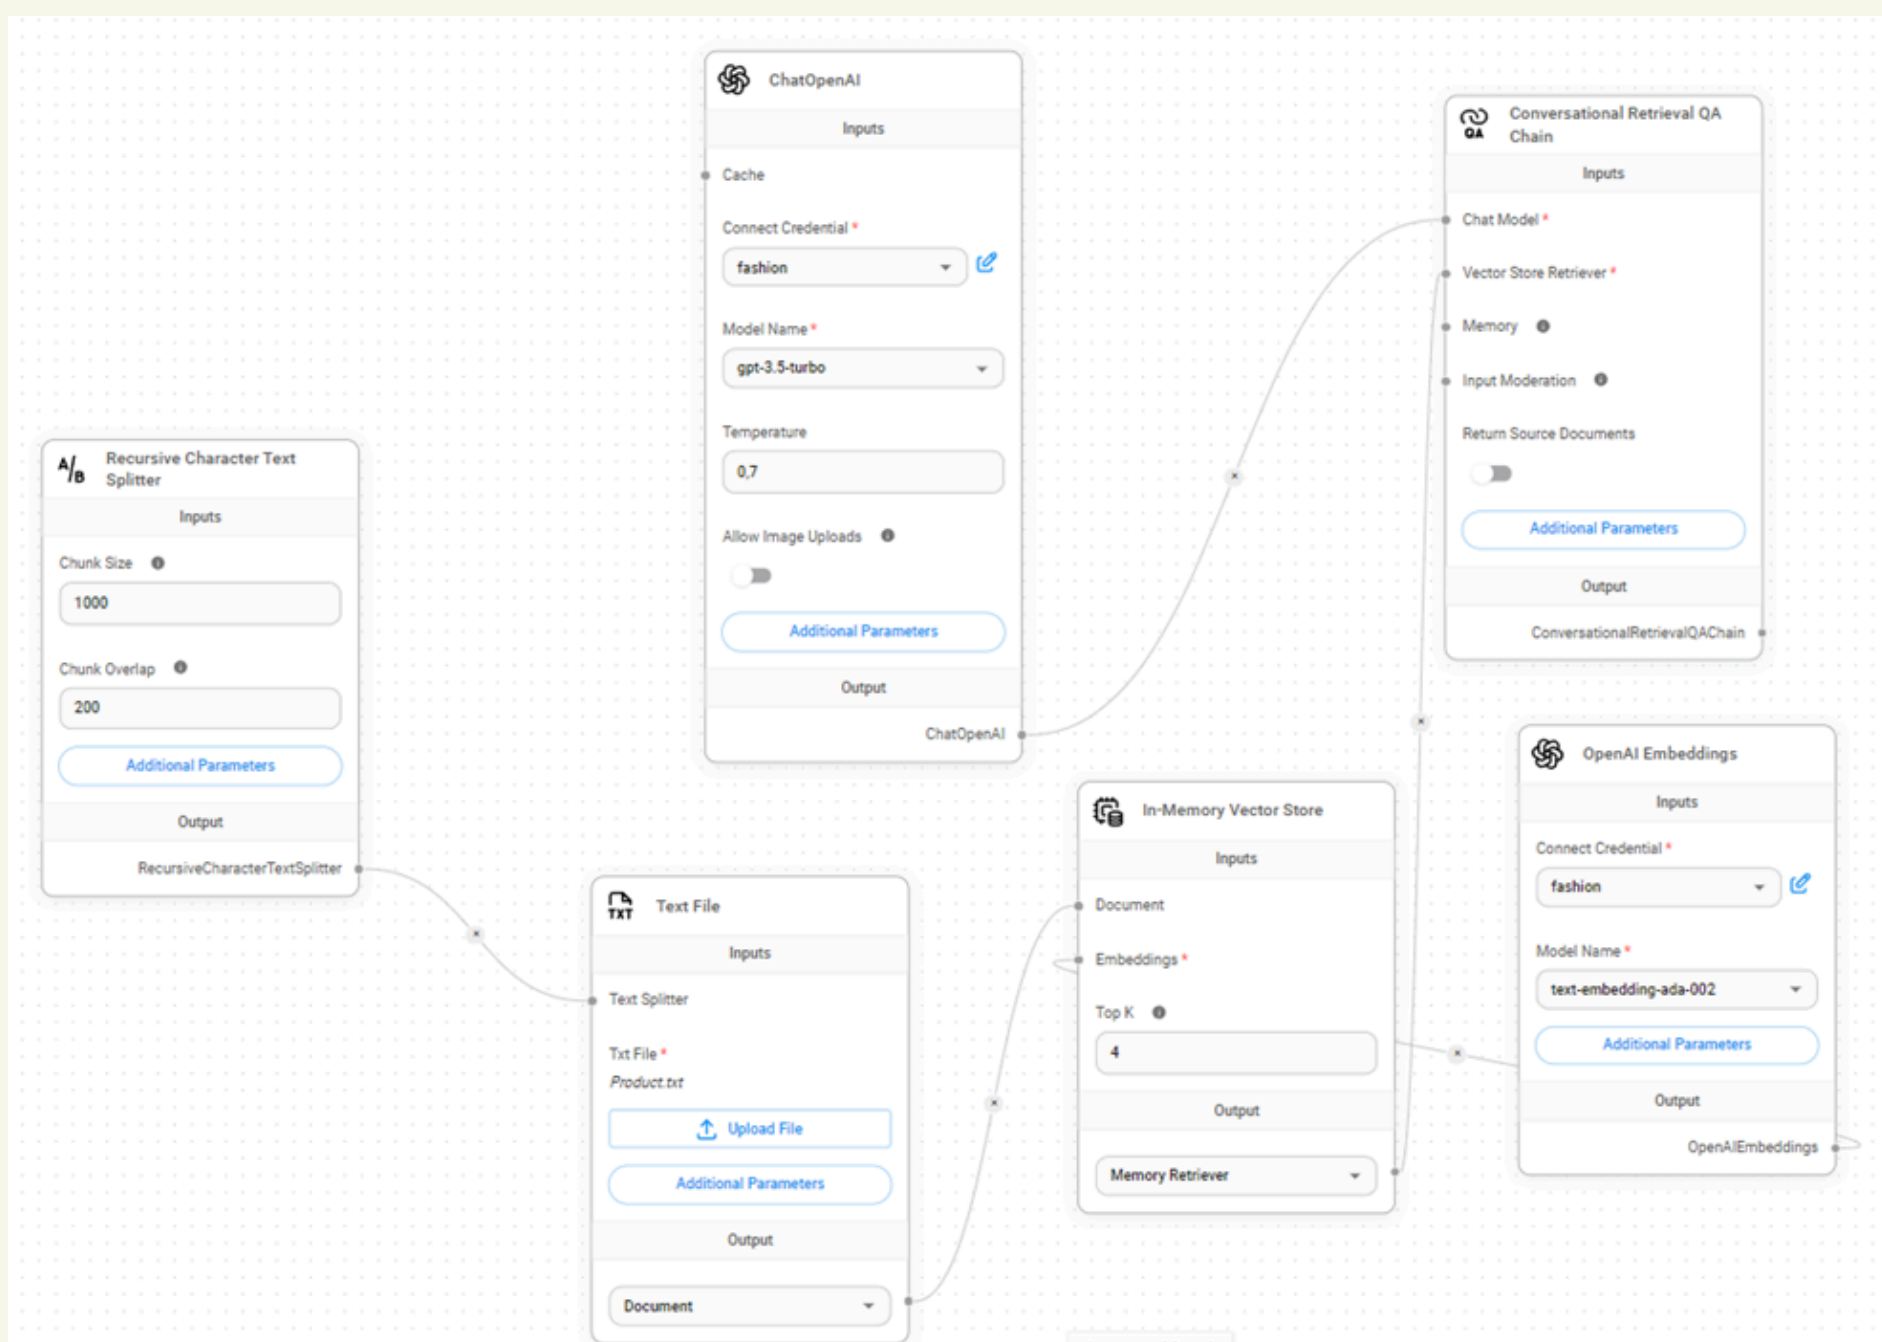 ChatOpenAI
Inputs
Cache
Connect Credential *
fashion
Model Name *
gpt-3.5-turbo
Temperature
0,7
Allow Image Uploads
Additional Parameters
Output
ChatOpenAI
QA
Conversational Retrieval QA
Chain
Inputs
Chat Model *
Vector Store Retriever *
Memory
Input Moderation
Return Source Documents
Additional Parameters
Output
ConversationalRetrievalQAChain
A/B
Recursive Character Text
Splitter
Inputs
Chunk Size
1000
Chunk Overlap
200
Additional Parameters
Output
RecursiveCharacterTextSplitter
TXT
Text File
Inputs
Text Splitter
Txt File *
Product.txt
Upload File
Additional Parameters
Output
Document
In-Memory Vector Store
Inputs
Document
Embeddings *
Top K
4
Output
Memory Retriever
OpenAI Embeddings
Inputs
Connect Credential *
fashion
Model Name *
text-embedding-ada-002
Additional Parameters
Output
OpenAIEmbeddings